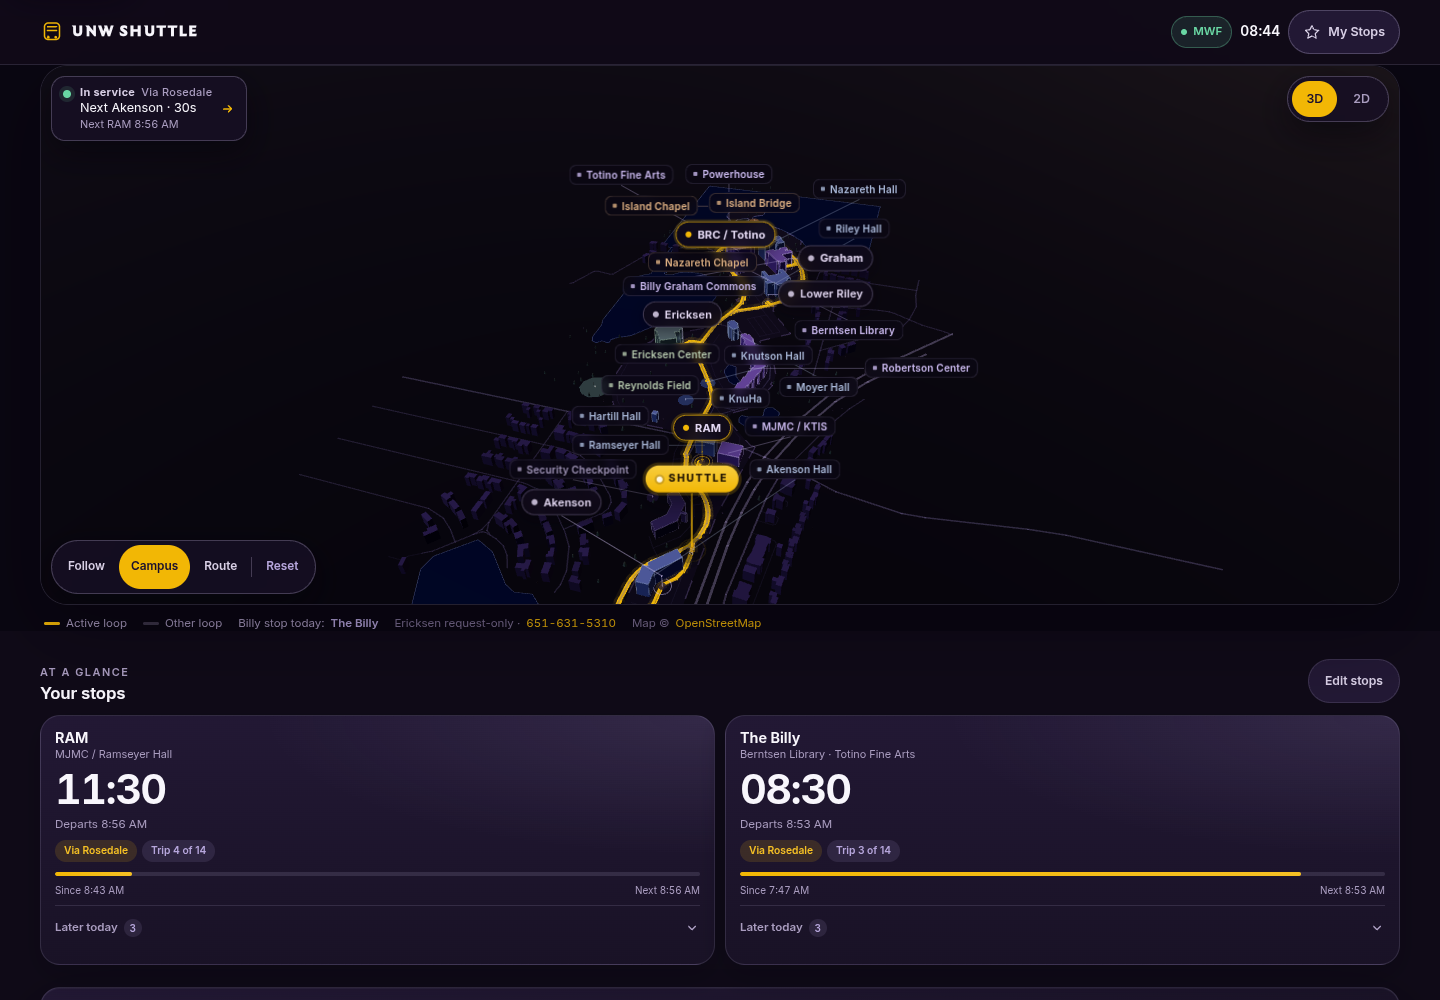 UNW SHUTTLE
MWF
08:44
My Stops
In service Via Rosedale
Next Akenson · 30s
Next RAM 8:56 AM
3D
2D
Totino Fine Arts
Powerhouse
Nazareth Hall
Island Chapel
Island Bridge
Riley Hall
BRC / Totino
Graham
Nazareth Chapel
Billy Graham Commons
Lower Riley
Ericksen
Berntsen Library
Ericksen Center
Knutson Hall
Robertson Center
Reynolds Field
Moyer Hall
KnuHa
Hartill Hall
RAM
MJMC / KTIS
Ramseyer Hall
Security Checkpoint
Akenson Hall
SHUTTLE
Akenson
Follow
Campus
Route
Reset
Active loop
Other loop
Billy stop today: The Billy
Ericksen request-only · 651-631-5310
Map © OpenStreetMap
AT A GLANCE
Your stops
Edit stops
RAM
MJMC / Ramseyer Hall
11:30
Departs 8:56 AM
Via Rosedale
Trip 4 of 14
Since 8:43 AM
Next 8:56 AM
Later today 3
The Billy
Berntsen Library · Totino Fine Arts
08:30
Departs 8:53 AM
Via Rosedale
Trip 3 of 14
Since 7:47 AM
Next 8:53 AM
Later today 3